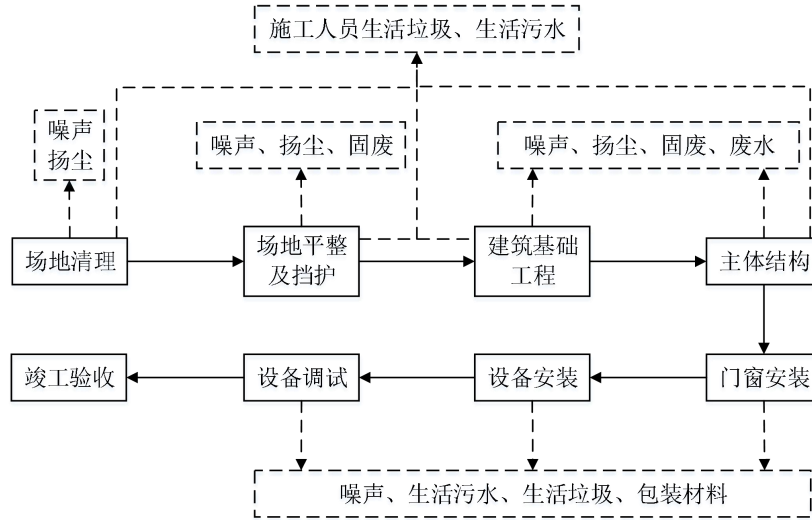 施工人员生活垃圾、生活污水
噪声
扬尘
噪声、扬尘、固废
噪声、扬尘、固废、废水
场地清理
场地平整
及挡护
建筑基础
工程
主体结构
竣工验收
设备调试
设备安装
门窗安装
噪声、生活污水、生活垃圾、包装材料